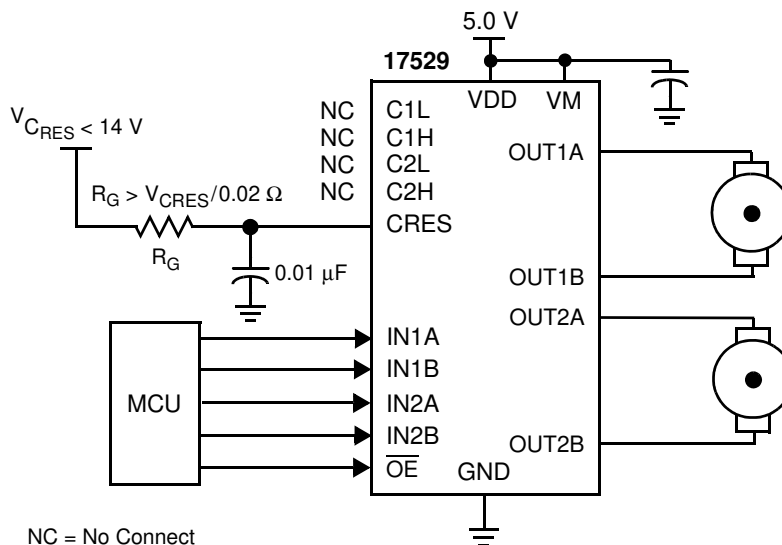 5.0 V
17529
VDD VM
V_CRES < 14 V
NC C1L
NC C1H
NC C2L
NC C2H
OUT1A
R_G > V_CRES/0.02 Ω
CRES
R_G
0.01 µF
OUT1B
OUT2A
IN1A
IN1B
MCU
IN2A
IN2B
OUT2B
OE
GND
NC = No Connect